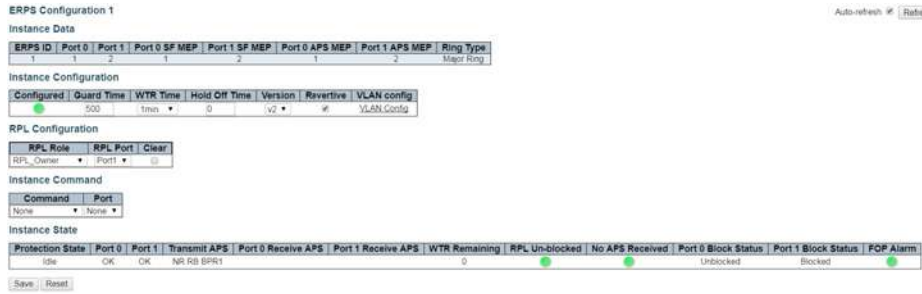 ERPS Configuration 1
Auto-refresh Refre
Instance Data
ERPS ID Port 0 Port 1 Port 0 SF MEP Port 1 SF MEP Port 0 APS MEP Port 1 APS MEP Ring Type
1 1 2 1 2 1 2 Major Ring
Instance Configuration
Configured Guard Time WTR Time Hold Off Time Version Revertive VLAN config
500 1min 0 v2 VLAN Config
RPL Configuration
RPL Role RPL Port Clear
RPL_Owner Port1
Instance Command
Command Port
None None
Instance State
Protection State Port 0 Port 1 Transmit APS Port 0 Receive APS Port 1 Receive APS WTR Remaining RPL Un-blocked No APS Received Port 0 Block Status Port 1 Block Status FOP Alarm
Idle OK OK NR RB BPR1 0 Unblocked Blocked
Save Reset